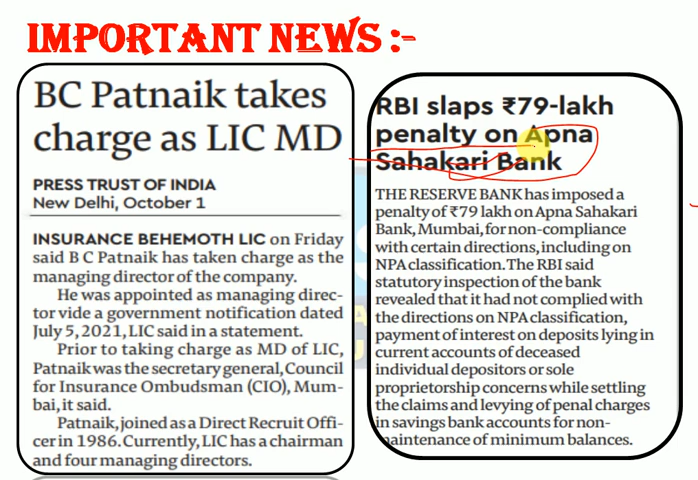 IMPORTANT NEWS :-
BC Patnaik takes
charge as LIC MD
PRESS TRUST OF INDIA
New Delhi, October 1
INSURANCE BEHEMOTH LIC on Friday
said B C Patnaik has taken charge as the
managing director of the company.
He was appointed as managing direc-
tor vide a government notification dated
July 5, 2021, LIC said in a statement.
Prior to taking charge as MD of LIC,
Patnaik was the secretary general, Council
for Insurance Ombudsman (CIO), Mum-
bai, it said.
Patnaik, joined as a Direct Recruit Offi-
cer in 1986. Currently, LIC has a chairman
and four managing directors.
RBI slaps ₹79-lakh
penalty on Apna
Sahakari Bank
THE RESERVE BANK has imposed a
penalty of ₹79 lakh on Apna Sahakari
Bank, Mumbai, for non-compliance
with certain directions, including on
NPA classification. The RBI said
statutory inspection of the bank
revealed that it had not complied with
the directions on NPA classification,
payment of interest on deposits lying in
current accounts of deceased
individual depositors or sole
proprietorship concerns while settling
the claims and levying of penal charges
in savings bank accounts for non-
maintenance of minimum balances.